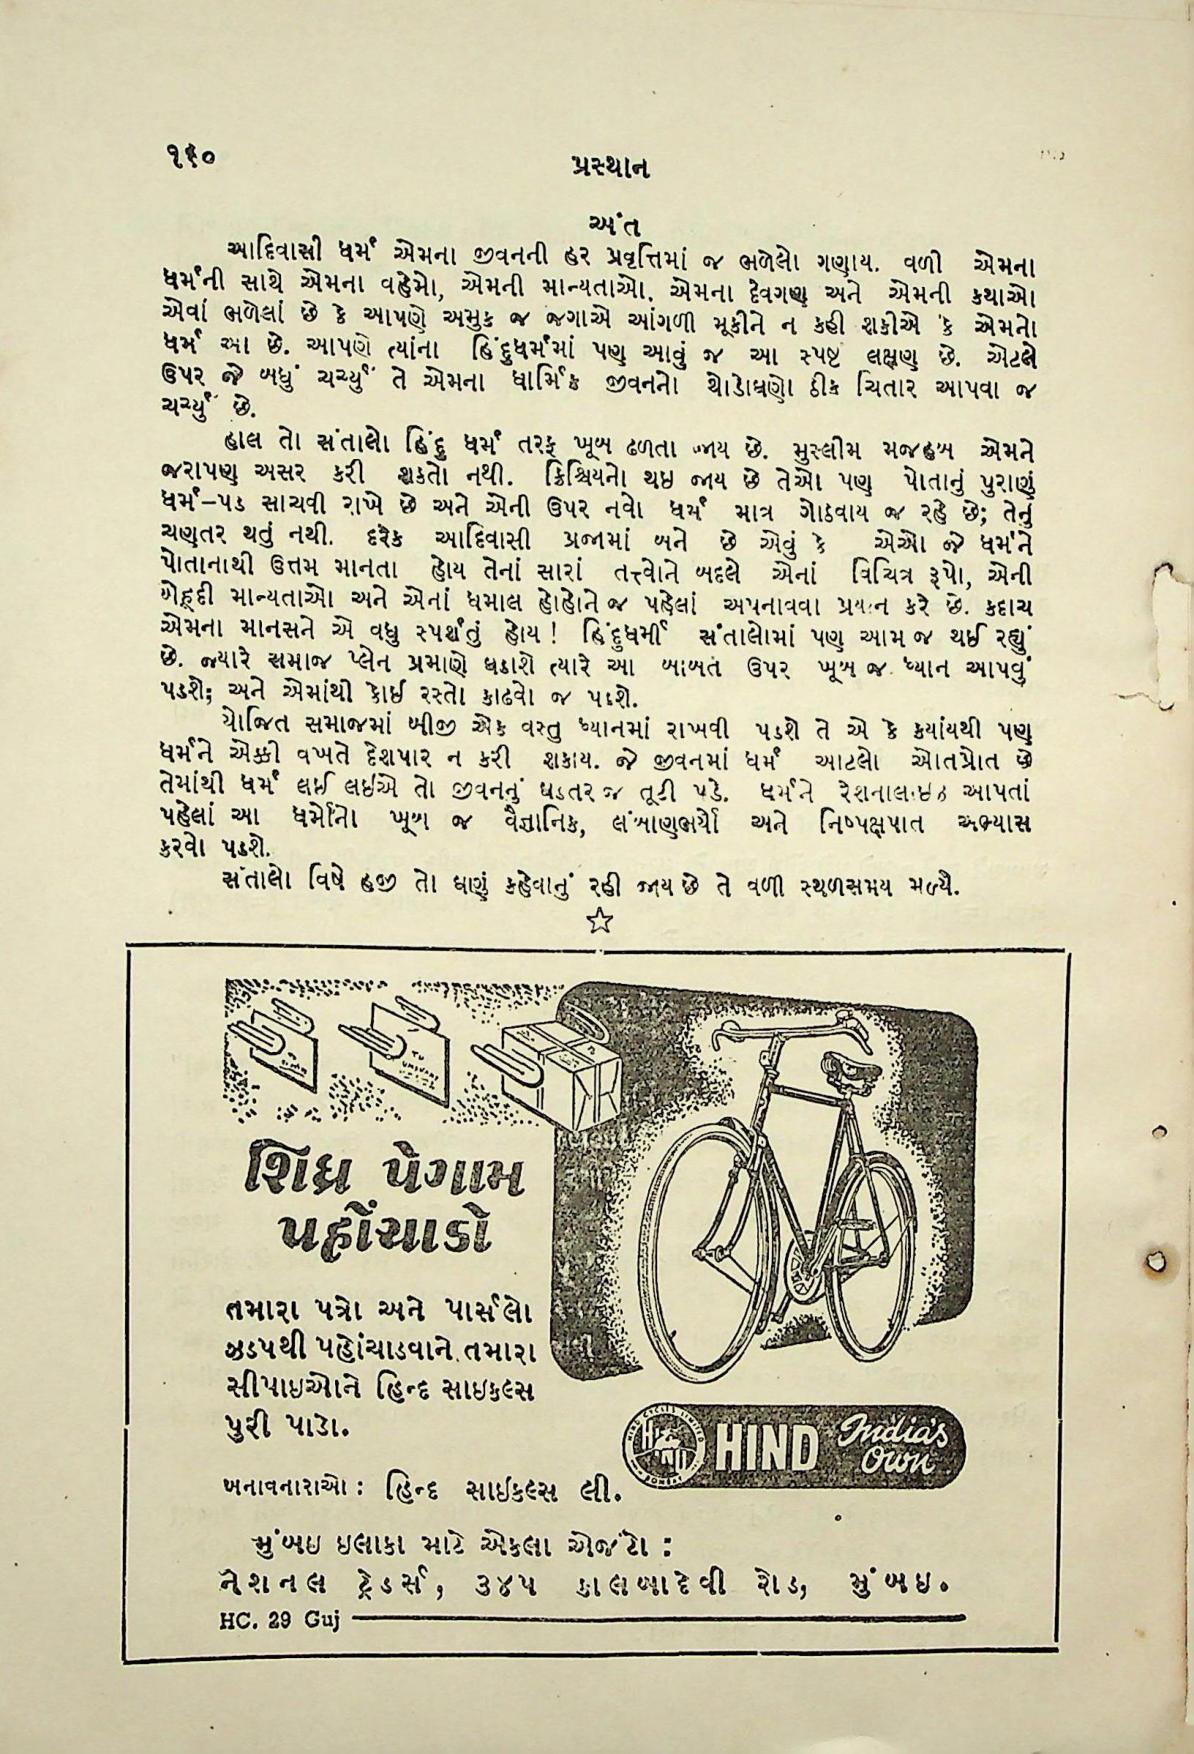 ૧૬૦
પ્રસ્થાન
અંત
આદિવાસી ધર્મ એમના જીવનની હર પ્રવૃત્તિમાં જ ભળેલો ગણાય. વળી એમના
ધર્મની સાથે એમના વહેમો, એમની માન્યતાઓ, એમના દેવગણ અને એમની કથાઓ
એવાં ભળેલાં છે કે આપણે અમુક જ જગાએ આંગળી મૂકીને ન કહી શકીએ કે એમનો
ધર્મ આ છે. આપણે ત્યાંના હિંદુધર્મમાં પણ આવું જ આ સ્પષ્ટ લક્ષણ છે. એટલે
ઉપર જે બધું ચર્ચ્યું તે એમના ધાર્મિક જીવનનો થોડોઘણો ઠીક ચિતાર આપવા જ
ચર્ચ્યું છે.
હાલ તો સંતાલો હિંદુ ધર્મ તરફ ખૂબ ઢળતા જાય છે. મુસ્લીમ મજહબ એમને
જરાપણ અસર કરી શકતો નથી. ક્રિશ્ચિયનો થઇ જાય છે તેઓ પણ પોતાનું પુરાણું
ધર્મ-પડ સાચવી રાખે છે અને એની ઉપર નવો ધર્મ માત્ર ગોઠવાય જ રહે છે; તેનું
ચણતર થતું નથી. દરેક આદિવાસી પ્રજામાં બને છે એવું કે એઓ જે ધર્મને
પોતાનાથી ઉત્તમ માનતા હોય તેનાં સારાં તત્ત્વોને બદલે એનાં વિચિત્ર રૂપો, એની
બેહૂદી માન્યતાઓ અને એનાં ધમાલ હોહોને જ પહેલાં અપનાવવા પ્રયત્ન કરે છે. કદાચ
એમના માનસને એ વધુ સ્પર્શતું હોય! હિંદુધર્મી સંતાલોમાં પણ આમ જ થઈ રહ્યું
છે. જ્યારે સમાજ પ્લેન પ્રમાણે ઘડાશે ત્યારે આ બાબત ઉપર ખૂબ જ ધ્યાન આપવું
પડશે; અને એમાંથી કોઈ રસ્તો કાઢવો જ પડશે.
યોજિત સમાજમાં બીજી એક વસ્તુ ધ્યાનમાં રાખવી પડશે તે એ કે ક્યાંયથી પણ
ધર્મને એક્કી વખતે દેશપાર ન કરી શકાય. જે જીવનમાં ધર્મ આટલો ઓતપ્રોત છે
તેમાંથી ધર્મ લઈ લઈએ તો જીવનનું ઘડતર જ તૂટી પડે. ધર્મને આપતાં
પહેલાં આ ધર્મોનો ખૂબ જ વૈજ્ઞાનિક, લંબાણભર્યો અને નિષ્પક્ષપાત અભ્યાસ
કરવો પડશે.
સંતાલો વિષે હજી તો ઘણું કહેવાનું રહી જાય છે તે વળી સ્થળસમય મળ્યે.
શિઘ્ર પેગામ
પહોંચાડો
તમારા પત્રો અને પાર્સલો
ઝડપથી પહોંચાડવાને તમારા
સીપાઇઓને હિન્દ સાઇકલ્સ
પુરી પાડો.
HIND CYCLES LIMITED
HIND
BOMBAY
HIND India's Own
બનાવનારાઓ: હિન્દ સાઇકલ્સ લી.
મુંબઇ ઇલાકા માટે એકલા એજંટો:
નેશનલ ટ્રેડર્સ, ૩૪૫ કાલબાદેવી રોડ, મુંબઇ.
HC. 29 Guj